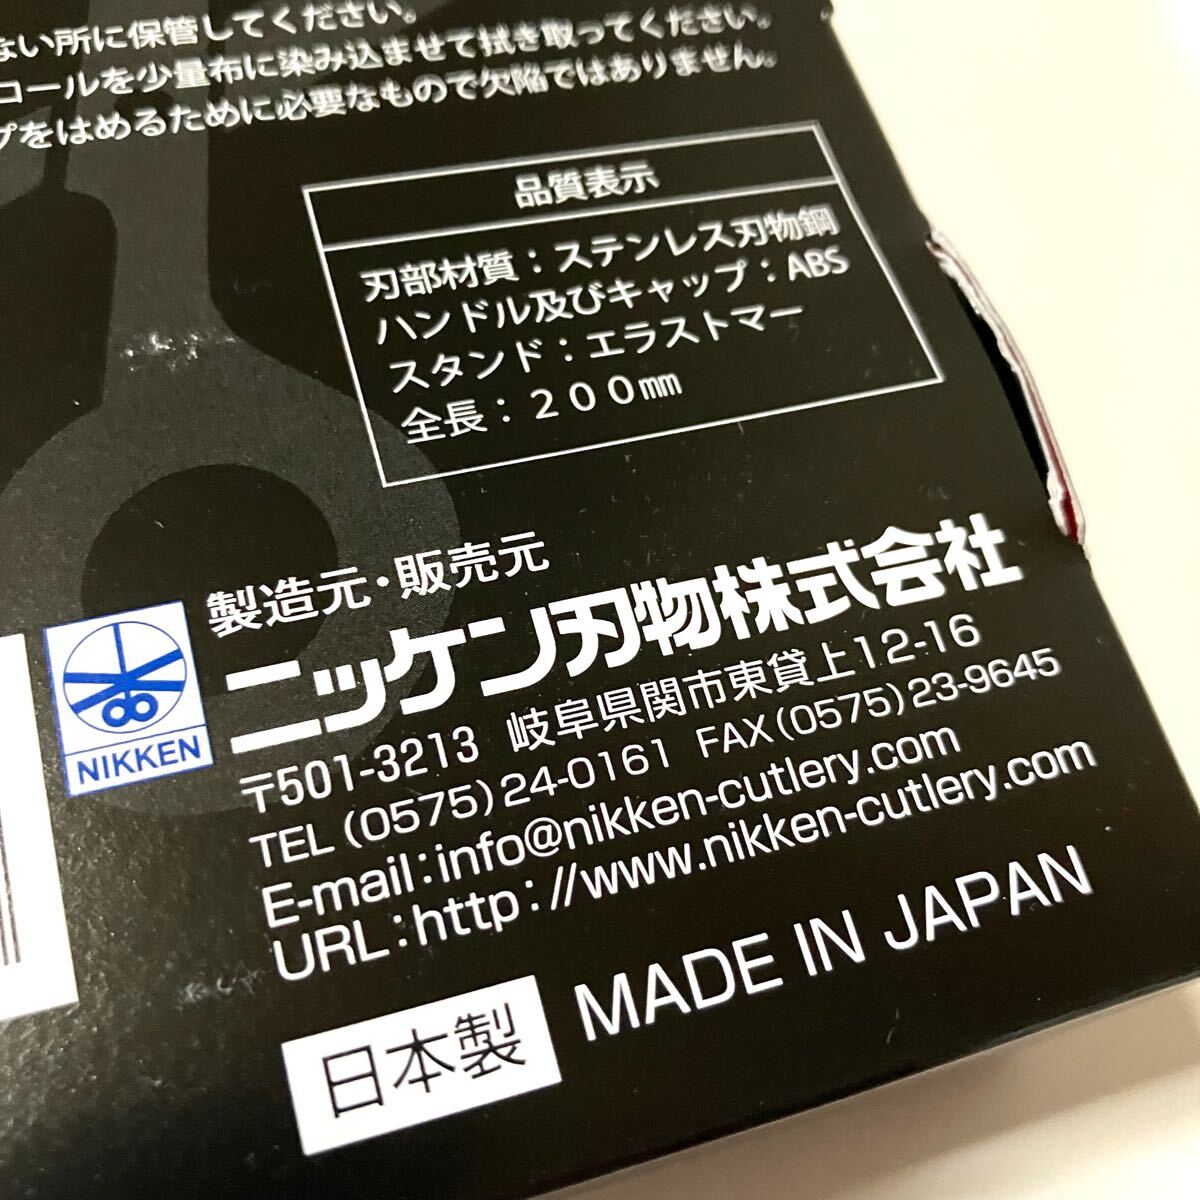 ない所に保管してください。
コールを少量布に染み込ませて拭き取ってください。
プをはめるために必要なもので欠陥ではありません。
品質表示
刃部材質：ステンレス刃物鋼
ハンドル及びキャップ：ABS
スタンド：エラストマー
全長：２００㎜
製造元・販売元
ニッケン刃物株式会社
〒501-3213 岐阜県関市東貸上12-16
TEL(0575)24-0161 FAX(0575)23-9645
E-mail:info@nikken-cutlery.com
URL:http://www.nikken-cutlery.com
NIKKEN
日本製 MADE IN JAPAN